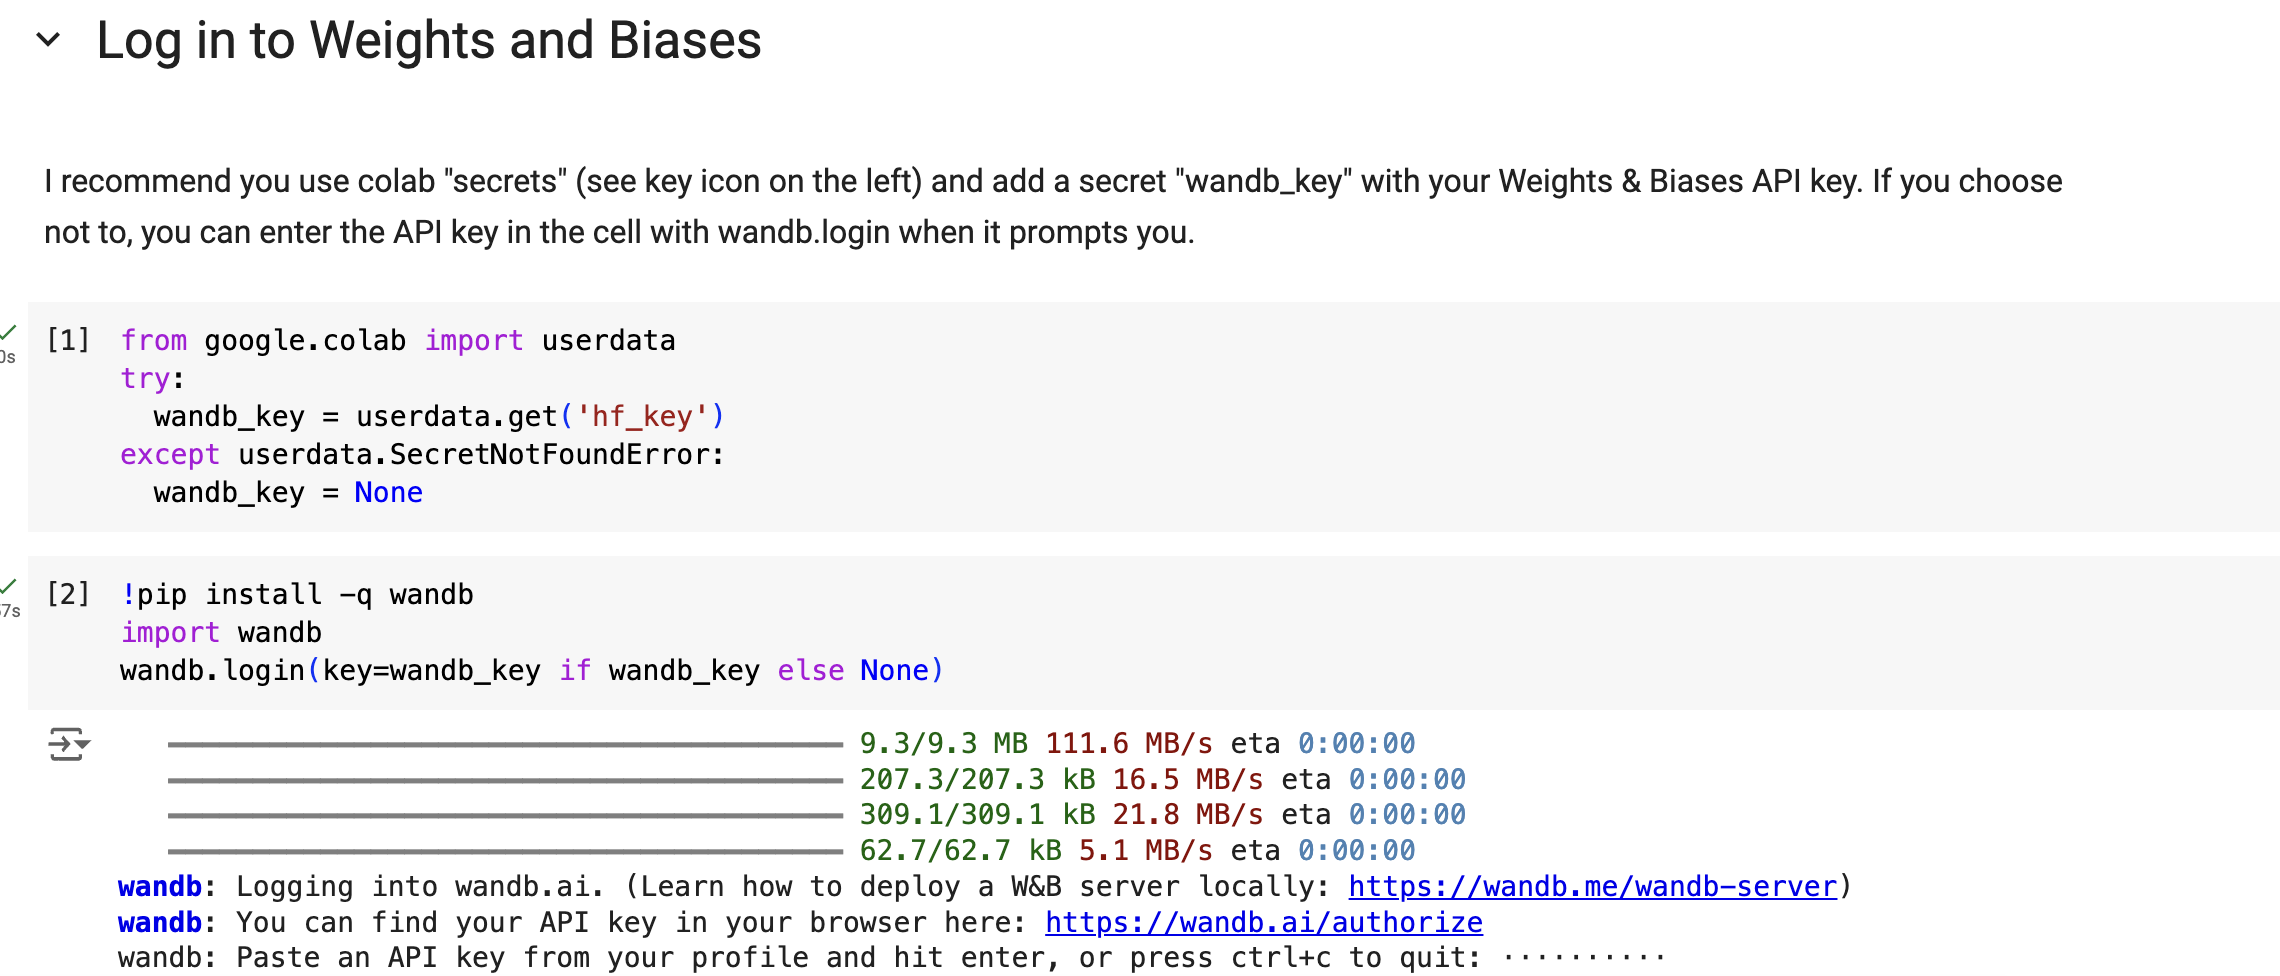 Log in to Weights and Biases
I recommend you use colab "secrets" (see key icon on the left) and add a secret "wandb_key" with your Weights & Biases API key. If you choose
not to, you can enter the API key in the cell with wandb.login when it prompts you.
0s
[1] from google.colab import userdata
try:
  wandb_key = userdata.get('hf_key')
except userdata.SecretNotFoundError:
  wandb_key = None
7s
[2] !pip install -q wandb
import wandb
wandb.login(key=wandb_key if wandb_key else None)
9.3/9.3 MB 111.6 MB/s eta 0:00:00
207.3/207.3 kB 16.5 MB/s eta 0:00:00
309.1/309.1 kB 21.8 MB/s eta 0:00:00
62.7/62.7 kB 5.1 MB/s eta 0:00:00
wandb: Logging into wandb.ai. (Learn how to deploy a W&B server locally: https://wandb.me/wandb-server)
wandb: You can find your API key in your browser here: https://wandb.ai/authorize
wandb: Paste an API key from your profile and hit enter, or press ctrl+c to quit: ··········